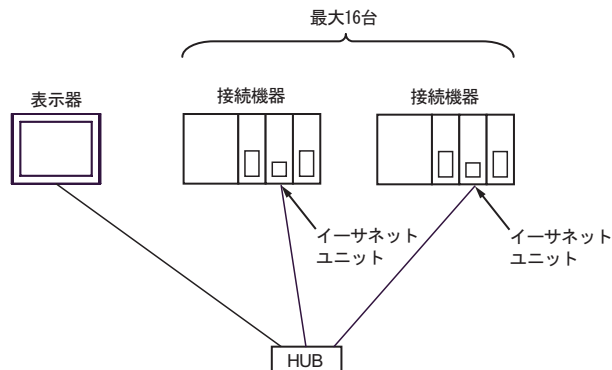 最大16台
表示器
接続機器
接続機器
イーサネット
ユニット
イーサネット
ユニット
HUB